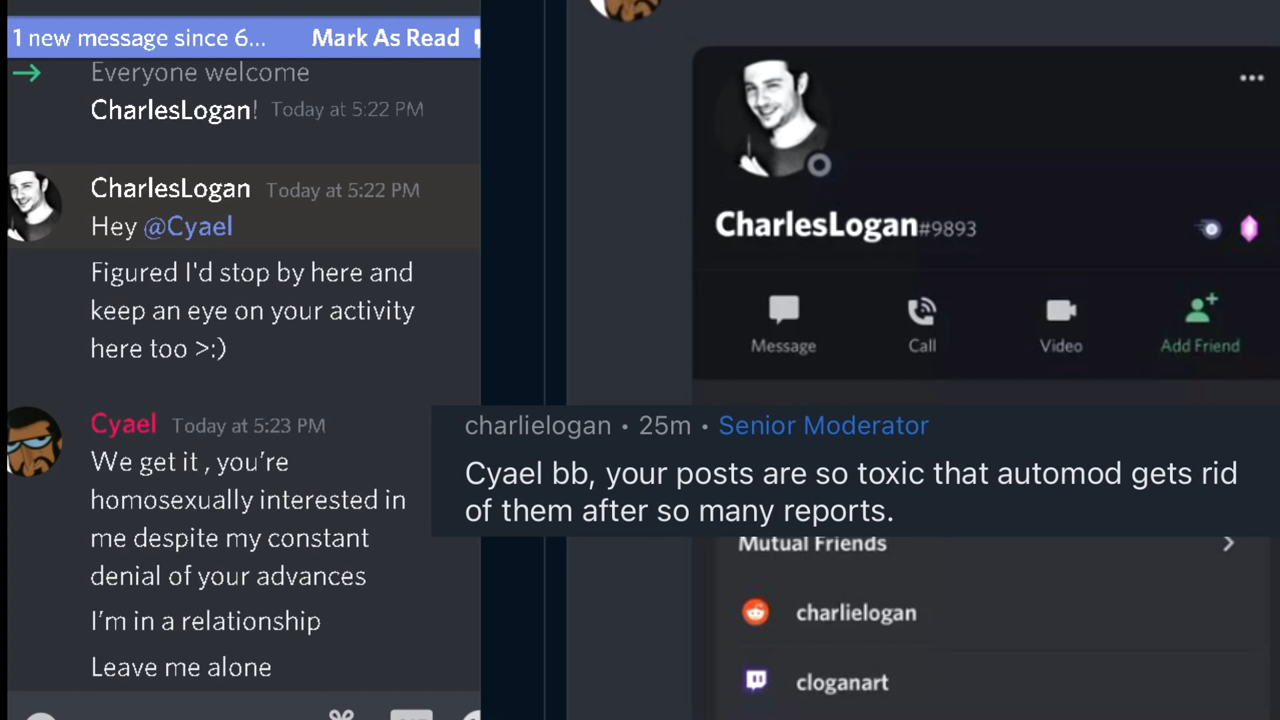 1 new message since 6... Mark As Read
Everyone welcome
CharlesLogan! Today at 5:22 PM
CharlesLogan Today at 5:22 PM
Hey @Cyael
Figured I'd stop by here and
keep an eye on your activity
here too >:)
Cyael Today at 5:23 PM
We get it , you're
homosexually interested in
me despite my constant
denial of your advances
I'm in a relationship
Leave me alone
CharlesLogan#9893
Message Call Video Add Friend
charlielogan • 25m • Senior Moderator
Cyael bb, your posts are so toxic that automod gets rid
of them after so many reports.
Mutual Friends
charlielogan
cloganart